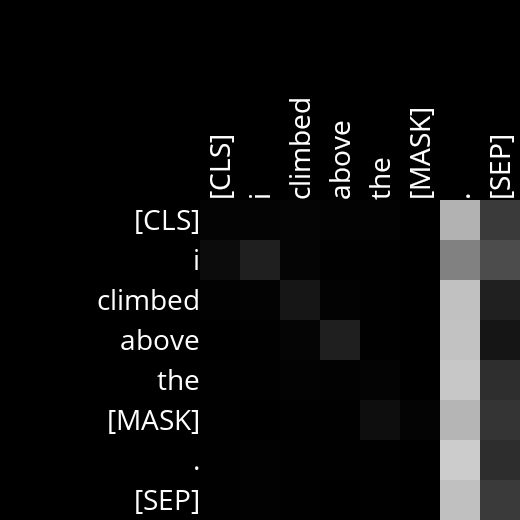 [CLS] i climbed above the [MASK] . [SEP]
[CLS]
i
climbed
above
the
[MASK]
.
[SEP]